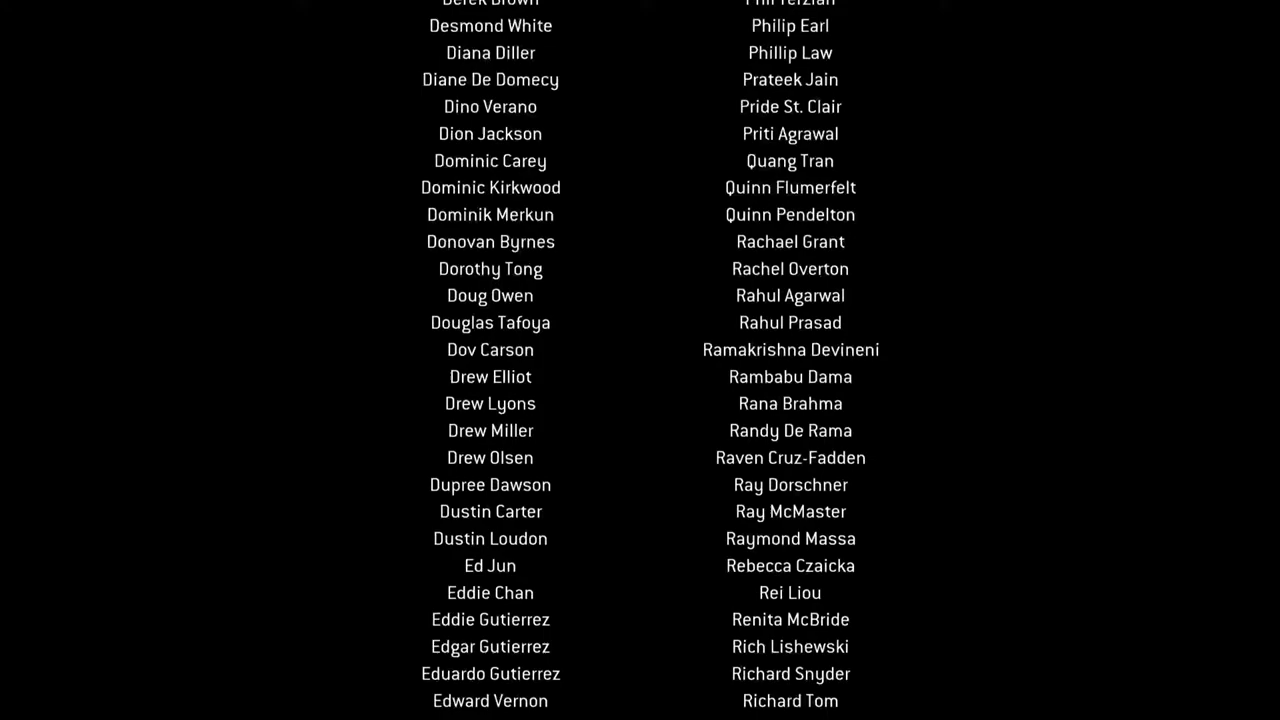 Derek Brown
Desmond White
Diana Diller
Diane De Domecy
Dino Verano
Dion Jackson
Dominic Carey
Dominic Kirkwood
Dominik Merkun
Donovan Byrnes
Dorothy Tong
Doug Owen
Douglas Tafoya
Dov Carson
Drew Elliot
Drew Lyons
Drew Miller
Drew Olsen
Dupree Dawson
Dustin Carter
Dustin Loudon
Ed Jun
Eddie Chan
Eddie Gutierrez
Edgar Gutierrez
Eduardo Gutierrez
Edward Vernon
Phil Terzian
Philip Earl
Phillip Law
Prateek Jain
Pride St. Clair
Priti Agrawal
Quang Tran
Quinn Flumerfelt
Quinn Pendelton
Rachael Grant
Rachel Overton
Rahul Agarwal
Rahul Prasad
Ramakrishna Devineni
Rambabu Dama
Rana Brahma
Randy De Rama
Raven Cruz-Fadden
Ray Dorschner
Ray McMaster
Raymond Massa
Rebecca Czaicka
Rei Liou
Renita McBride
Rich Lishewski
Richard Snyder
Richard Tom